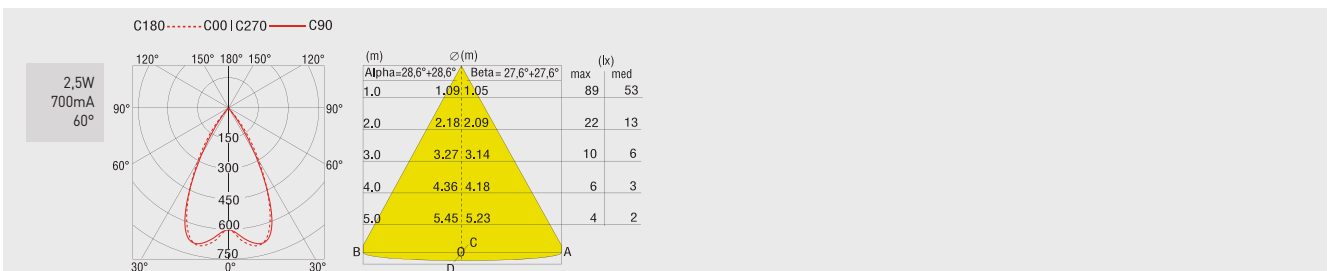 C180 C00 | C270 C90
2,5W
700mA
60°
120° 150° 180° 150° 120°
90° 90°
60° 60°
30° 0° 30°
150
300
450
600
750
(m) ∅(m) (lx)
Alpha=28,6°+28,6° Beta= 27,6°+27,6° max med
1.0 1.09 1.05 89 53
2.0 2.18 2.09 22 13
3.0 3.27 3.14 10 6
4.0 4.36 4.18 6 3
5.0 5.45 5.23 4 2
B O C A
D